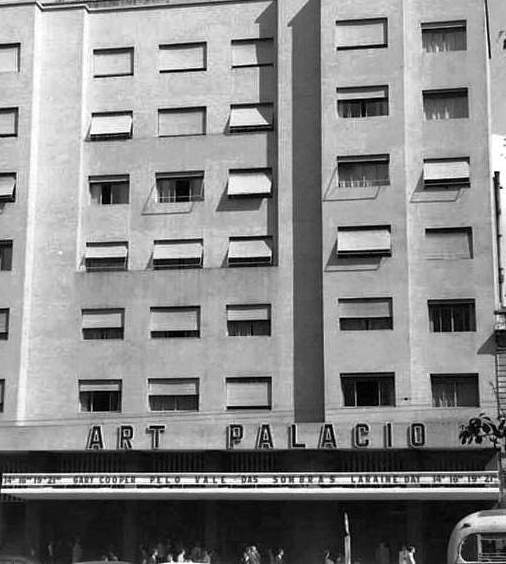 ART PALACIO
14 16 19 21 GARY COOPER PELO VALE DAS SOMBRAS LARAINE DAY 14 16 19 21